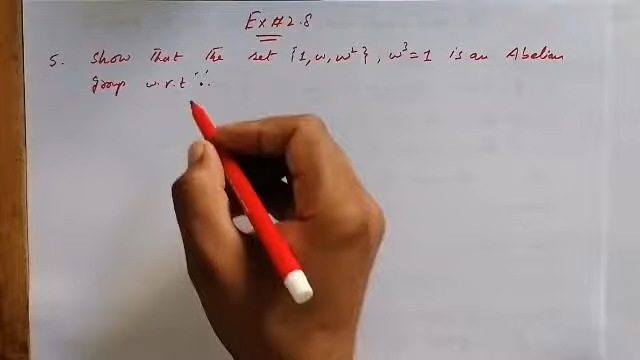 Ex # 2.8
5. Show That The set {1, ω, ω²}, ω³ = 1 is an Abelian
Group w.r.t '.'.